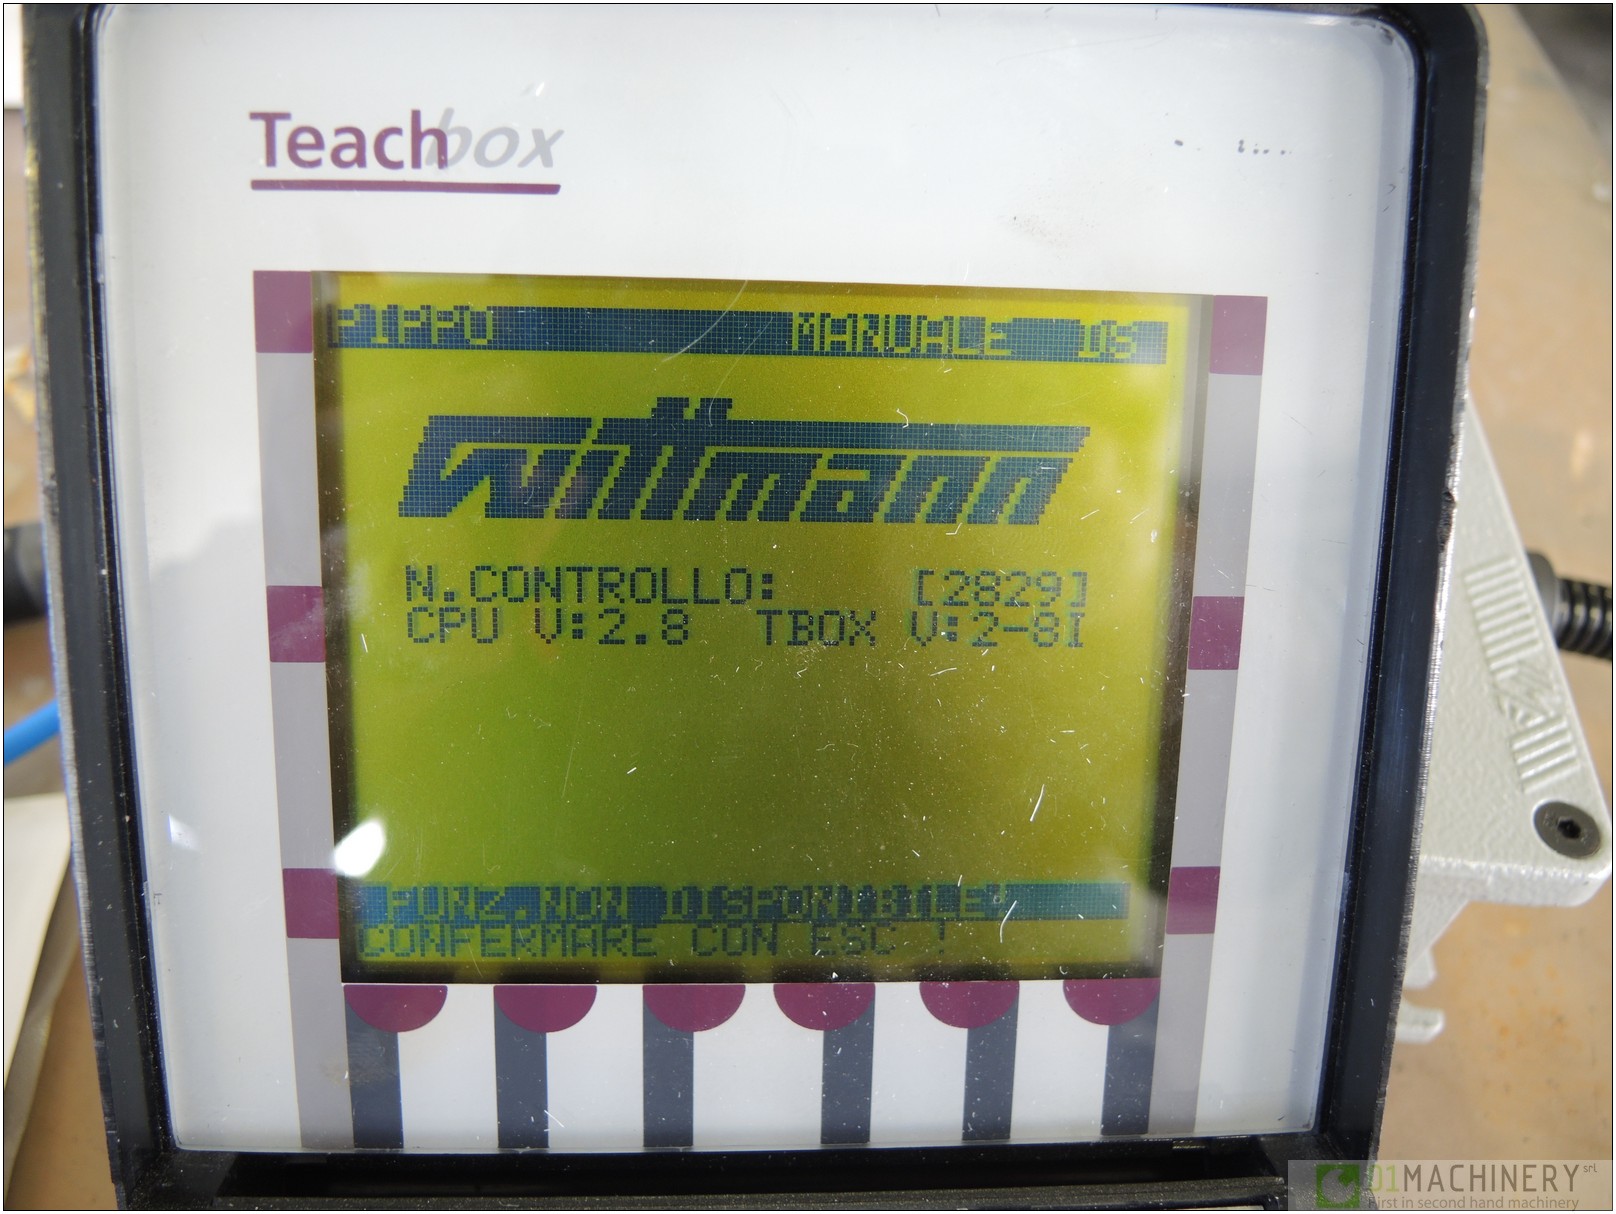 Teachbox
PIPPO MANUALE DS
wittmann
N.CONTROLLO: [2829]
CPU V:2.8 TBOX V:2-8I
FUNZ.NON DISPONIBILE!
CONFERMARE CON ESC !
01MACHINERY srl
First in second hand machinery